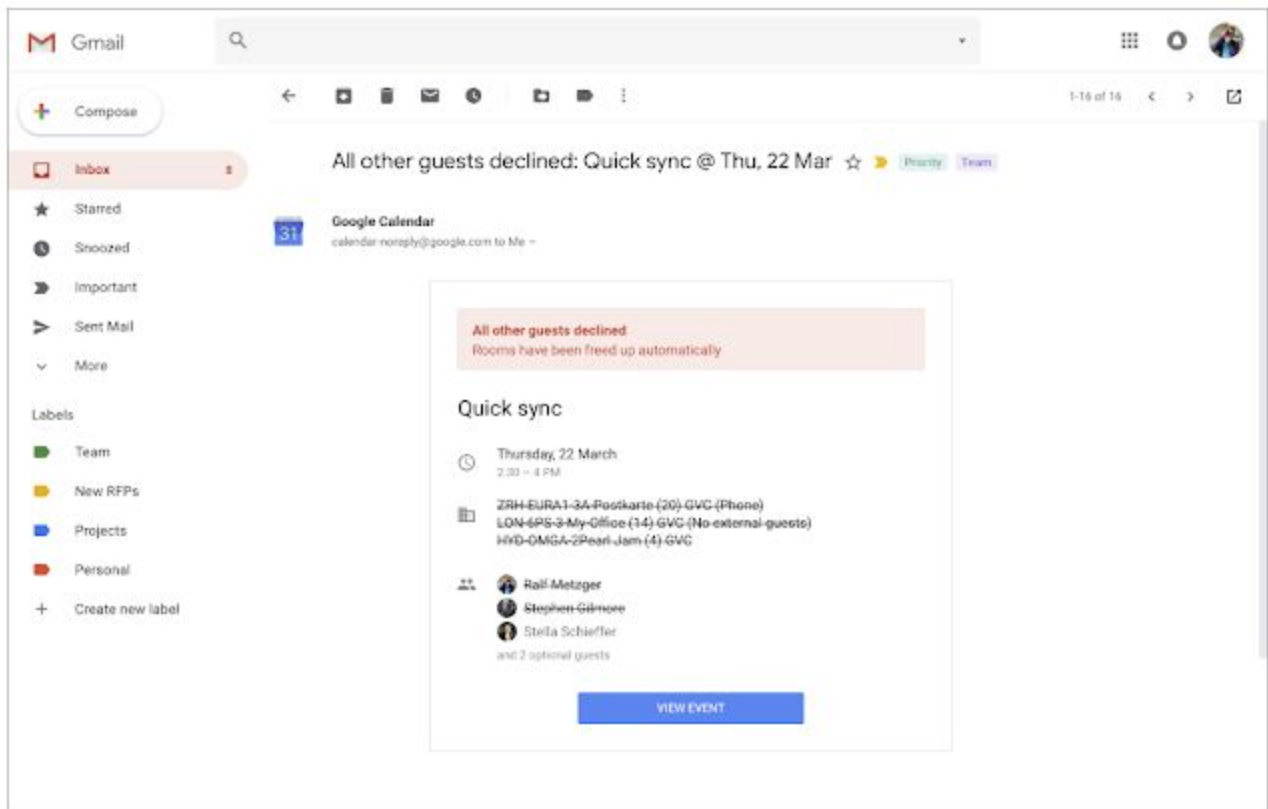 Gmail
Compose
1-16 of 16
Inbox
Starred
Snoozed
Important
Sent Mail
More
Labels
Team
New RFPs
Projects
Personal
Create new label
All other guests declined: Quick sync @ Thu, 22 Mar
Priority
Team
31
Google Calendar
calendar-noreply@google.com to Me
All other guests declined
Rooms have been freed up automatically
Quick sync
Thursday, 22 March
2:30 – 4 PM
ZRH-EURA1-3A-Postkarte (20) GVC (Phone)
LON-6PS-3-My-Office (14) GVC (No external guests)
HYD-OMGA-2Pearl Jam (4) GVC
Ralf Metzger
Stephen Gilmore
Stella Schieffer
and 2 optional guests
VIEW EVENT